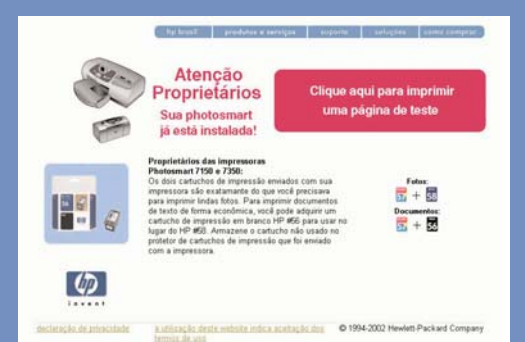 hp brasil produtos e serviços suporte soluções como comprar
Atenção
Proprietários
Sua photosmart
já está instalada!
Clique aqui para imprimir
uma página de teste
Proprietários das impressoras
Photosmart 7150 e 7350:
Os dois cartuchos de impressão enviados com sua
impressora são exatamente do que você precisava
para imprimir lindas fotos. Para imprimir documentos
de texto de forma econômica, você pode adquirir um
cartucho de impressão em branco HP #56 para usar no
lugar do HP #58. Armazene o cartucho não usado no
protetor de cartuchos de impressão que foi enviado
com a impressora.
Fotos:
57 + 58
Documentos:
57 + 56
56
hp
invent
declaração de privacidade
a utilização deste website indica aceitação dos
termos de uso
© 1994-2002 Hewlett-Packard Company